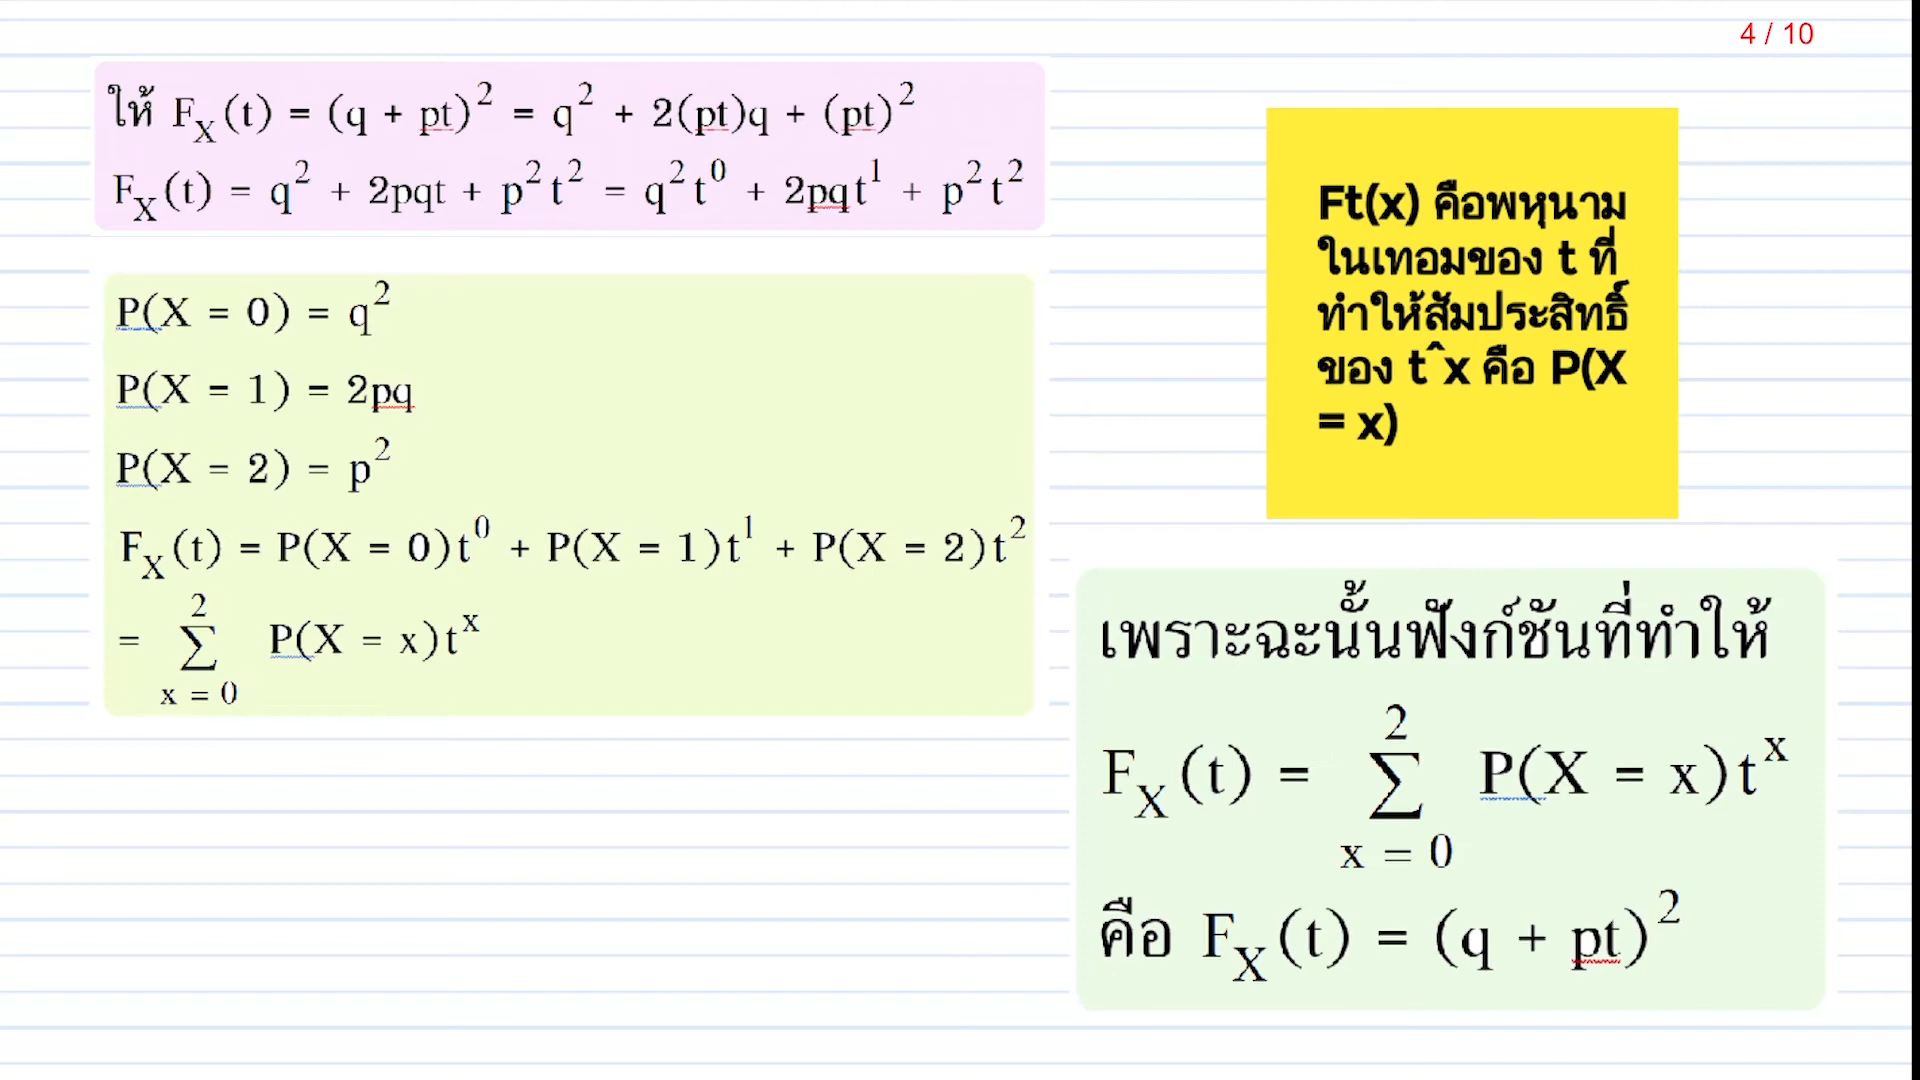 4 / 10
ให้ F_X(t) = (q + pt)^2 = q^2 + 2(pt)q + (pt)^2
F_X(t) = q^2 + 2pqt + p^2t^2 = q^2t^0 + 2pqt^1 + p^2t^2
P(X = 0) = q^2
P(X = 1) = 2pq
P(X = 2) = p^2
F_X(t) = P(X = 0)t^0 + P(X = 1)t^1 + P(X = 2)t^2
= ∑_{x = 0}^{2} P(X = x)t^x
Ft(x) คือพหุนาม
ในเทอมของ t ที่
ทำให้สัมประสิทธิ์
ของ t^x คือ P(X
= x)
เพราะฉะนั้นฟังก์ชันที่ทำให้
F_X(t) = ∑_{x = 0}^{2} P(X = x)t^x
คือ F_X(t) = (q + pt)^2